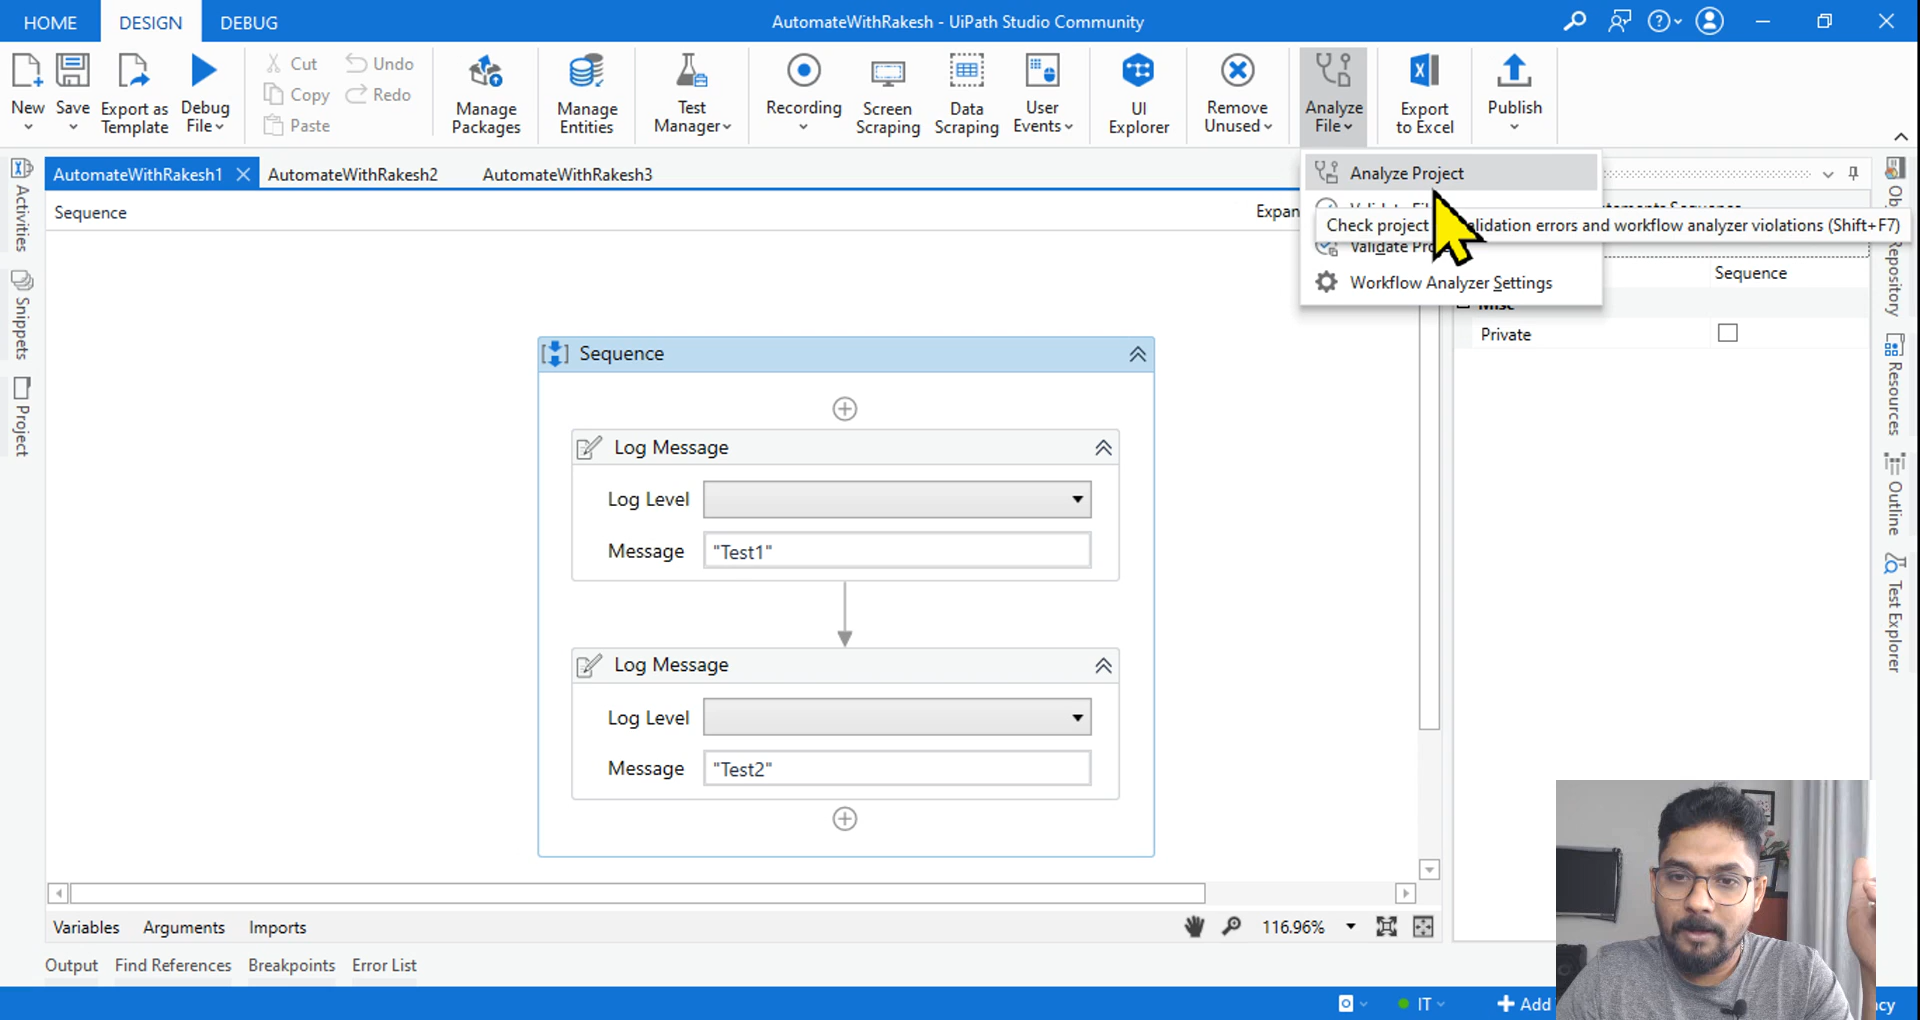 HOME
DESIGN
DEBUG
AutomateWithRakesh - UiPath Studio Community
New
Save
Export as
Template
Debug
File
Cut
Copy
Paste
Undo
Redo
Manage
Packages
Manage
Entities
Test
Manager
Recording
Screen
Scraping
Data
Scraping
User
Events
UI
Explorer
Remove
Unused
Analyze
File
Export
to Excel
Publish
AutomateWithRakesh1
AutomateWithRakesh2
AutomateWithRakesh3
Sequence
Expan
Analyze Project
Check project validation errors and workflow analyzer violations (Shift+F7)
Workflow Analyzer Settings
Sequence
Misc
Private
Activities
Snippets
Project
Sequence
Log Message
Log Level
Message
"Test1"
Log Message
Log Level
Message
"Test2"
Repository
Resources
Outline
Test Explorer
Variables
Arguments
Imports
116.96%
Output
Find References
Breakpoints
Error List
IT
Add
cy